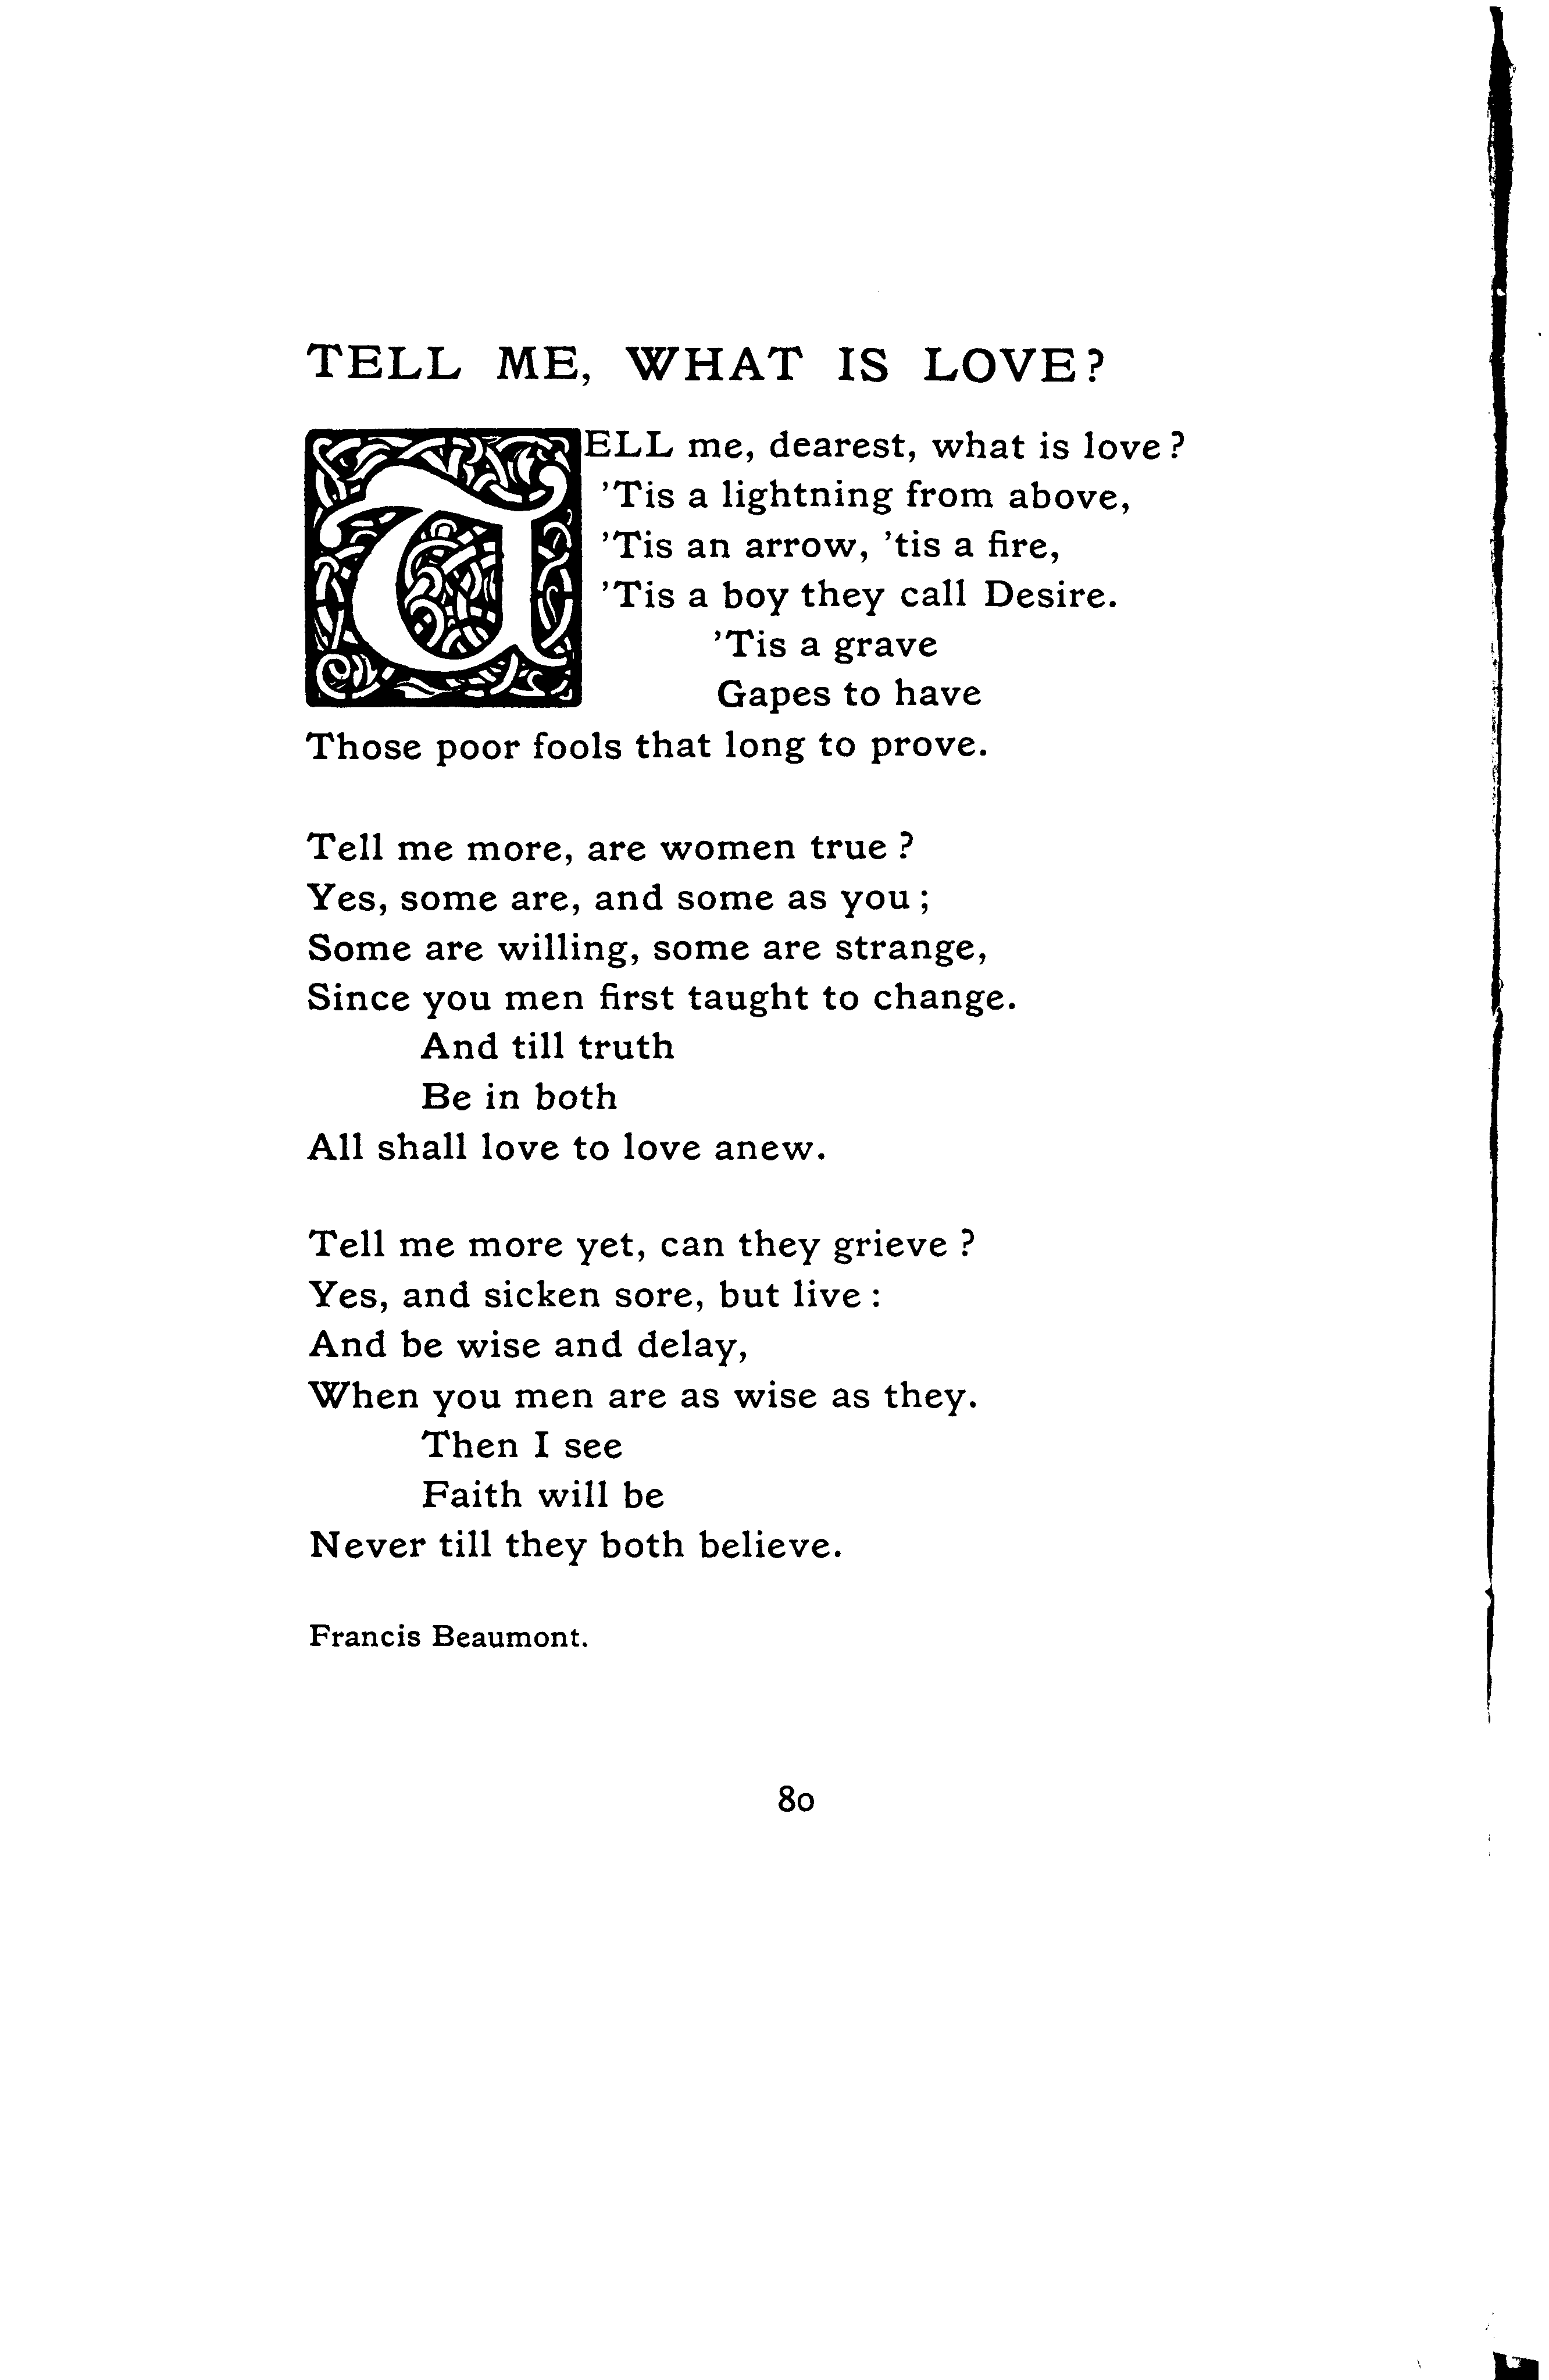 TELL ME, WHAT IS LOVE?
TELL me, dearest, what is love?
'Tis a lightning from above,
'Tis an arrow, 'tis a fire,
'Tis a boy they call Desire.
'Tis a grave
Gapes to have
Those poor fools that long to prove.
Tell me more, are women true?
Yes, some are, and some as you;
Some are willing, some are strange,
Since you men first taught to change.
And till truth
Be in both
All shall love to love anew.
Tell me more yet, can they grieve?
Yes, and sicken sore, but live:
And be wise and delay,
When you men are as wise as they.
Then I see
Faith will be
Never till they both believe.
Francis Beaumont.
80